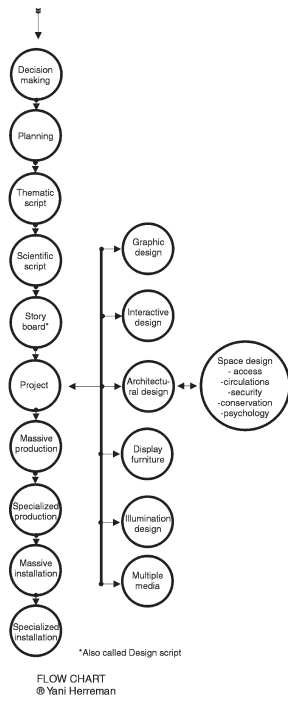 Decision
making
Planning
Thematic
script
Scientific
script
Story
board*
Project
Massive
production
Specialized
production
Massive
installation
Specialized
installation
Graphic
design
Interactive
design
Architectu-
ral design
Display
furniture
Illumination
design
Multiple
media
Space design
- access
-circulations
-security
-conservation
-psychology
*Also called Design script
FLOW CHART
® Yani Herreman